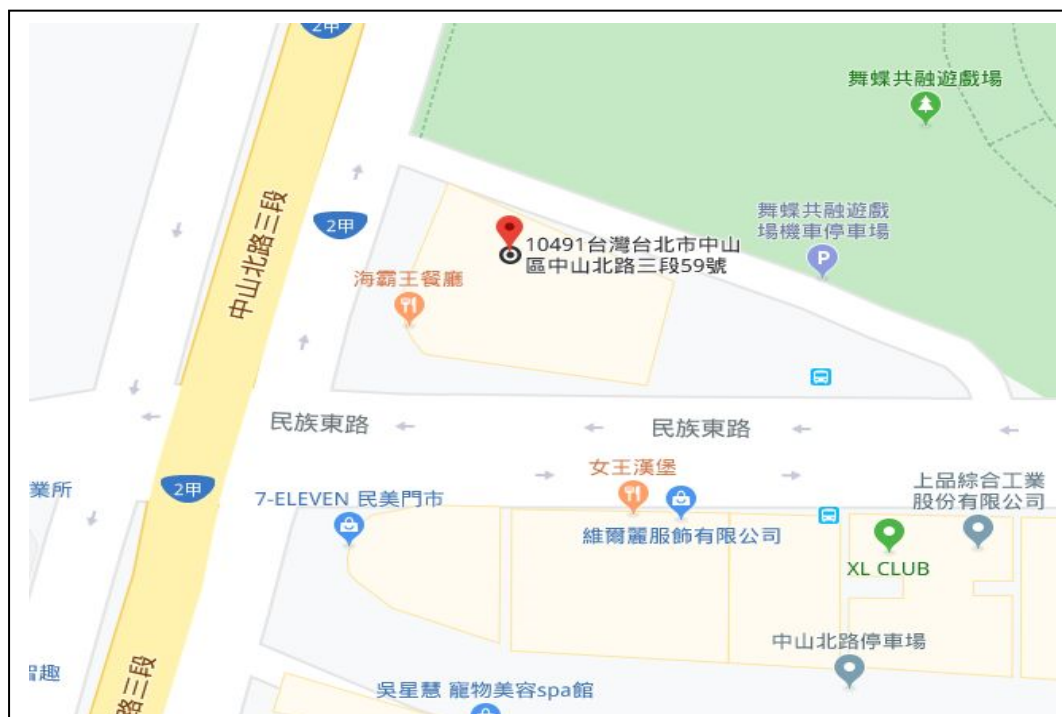 2甲
舞蝶共融遊戲場
中山北路三段
2甲
舞蝶共融遊戲
場機車停車場
10491台灣台北市中山
區中山北路三段59號
海霸王餐廳
P
民族東路
民族東路
女王漢堡
上品綜合工業
股份有限公司
業所
2甲
7-ELEVEN 民美門市
維爾麗服飾有限公司
XL CLUB
中山北路停車場
路三段
吳星慧 寵物美容spa館